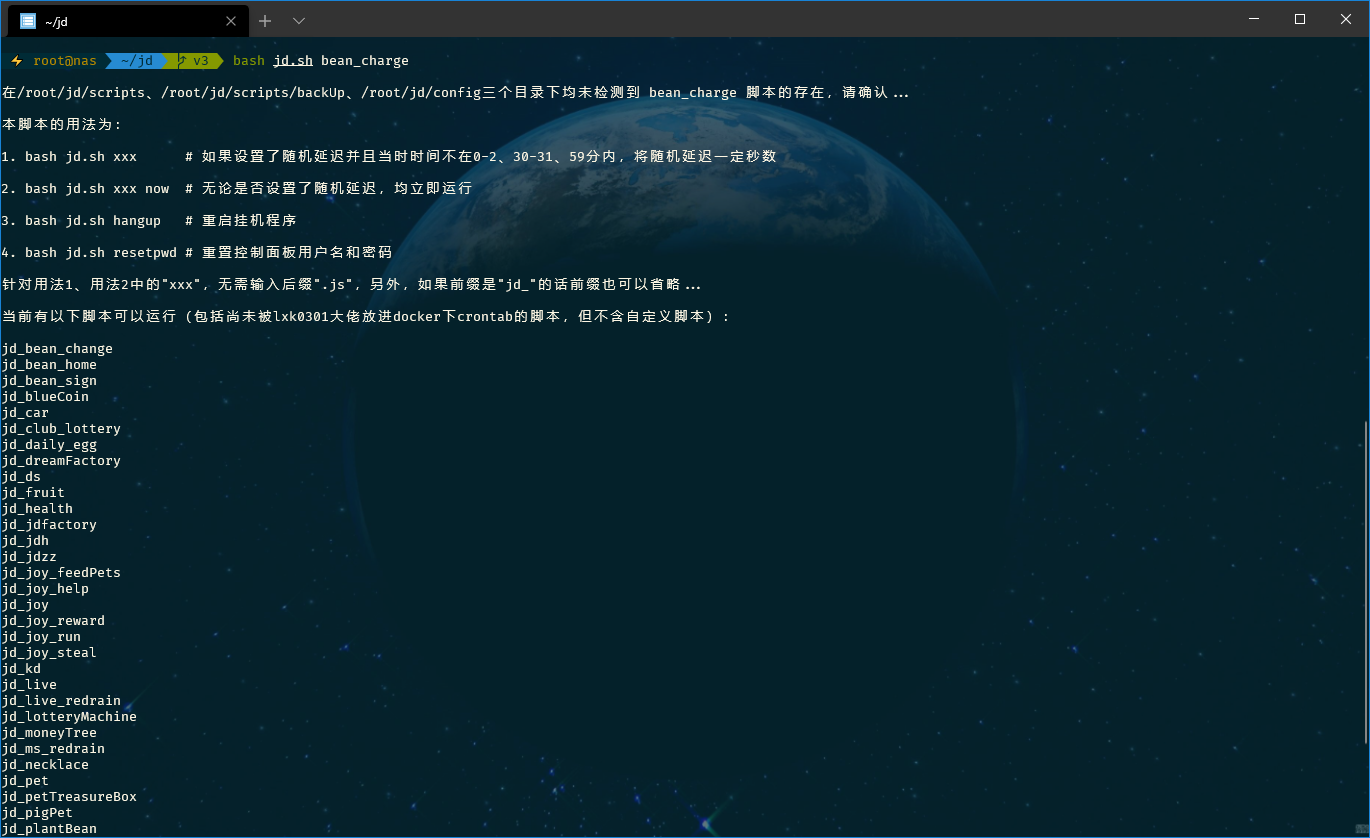 ~/jd
root@nas ~/jd v3 bash jd.sh bean_charge
在/root/jd/scripts、/root/jd/scripts/backUp、/root/jd/config三个目录下均未检测到 bean_charge 脚本的存在，请确认...
本脚本的用法为：
1. bash jd.sh xxx      # 如果设置了随机延迟并且当时时间不在0-2、30-31、59分内，将随机延迟一定秒数
2. bash jd.sh xxx now  # 无论是否设置了随机延迟，均立即运行
3. bash jd.sh hangup   # 重启挂机程序
4. bash jd.sh resetpwd # 重置控制面板用户名和密码
针对用法1、用法2中的"xxx"，无需输入后缀".js"，另外，如果前缀是"jd_"的话前缀也可以省略...
当前有以下脚本可以运行（包括尚未被lxk0301大佬放进docker下crontab的脚本，但不含自定义脚本）：
jd_bean_change
jd_bean_home
jd_bean_sign
jd_blueCoin
jd_car
jd_club_lottery
jd_daily_egg
jd_dreamFactory
jd_ds
jd_fruit
jd_health
jd_jdfactory
jd_jdh
jd_jdzz
jd_joy_feedPets
jd_joy_help
jd_joy
jd_joy_reward
jd_joy_run
jd_joy_steal
jd_kd
jd_live
jd_live_redrain
jd_lotteryMachine
jd_moneyTree
jd_ms_redrain
jd_necklace
jd_pet
jd_petTreasureBox
jd_pigPet
jd_plantBean